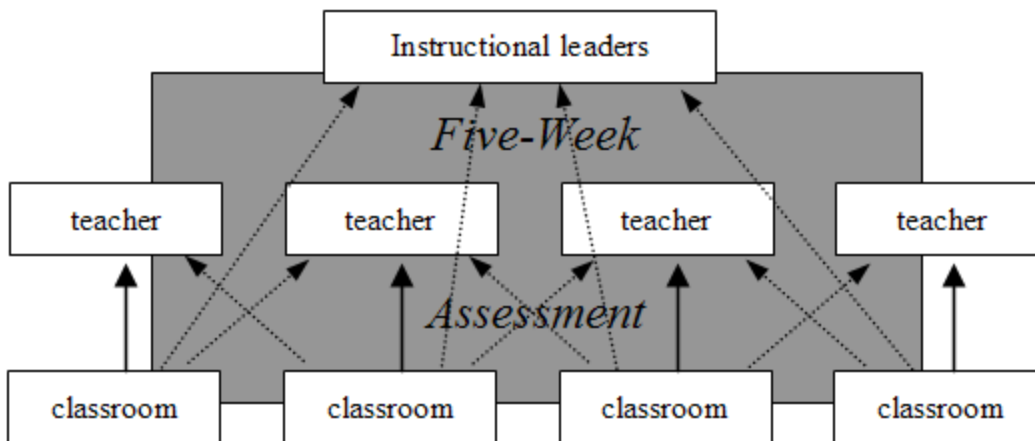 Instructional leaders
Five-Week
teacher teacher teacher teacher
Assessment
classroom classroom classroom classroom